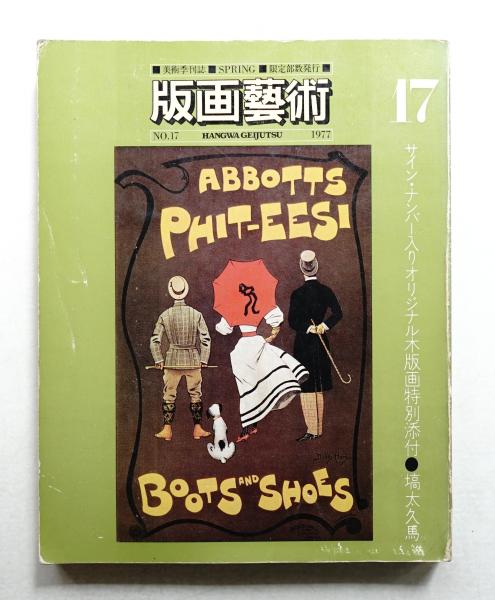 ■ 美術季刊誌 ■ SPRING ■ 限定部数発行 ■
版画藝術
NO.17 HANGWA GEIJUTSU 1977
17
サイン・ナンバー入りオリジナル木版画特別添付●塙太久馬
ABBOTTS
PHIT-EESI
BOOTS AND SHOES